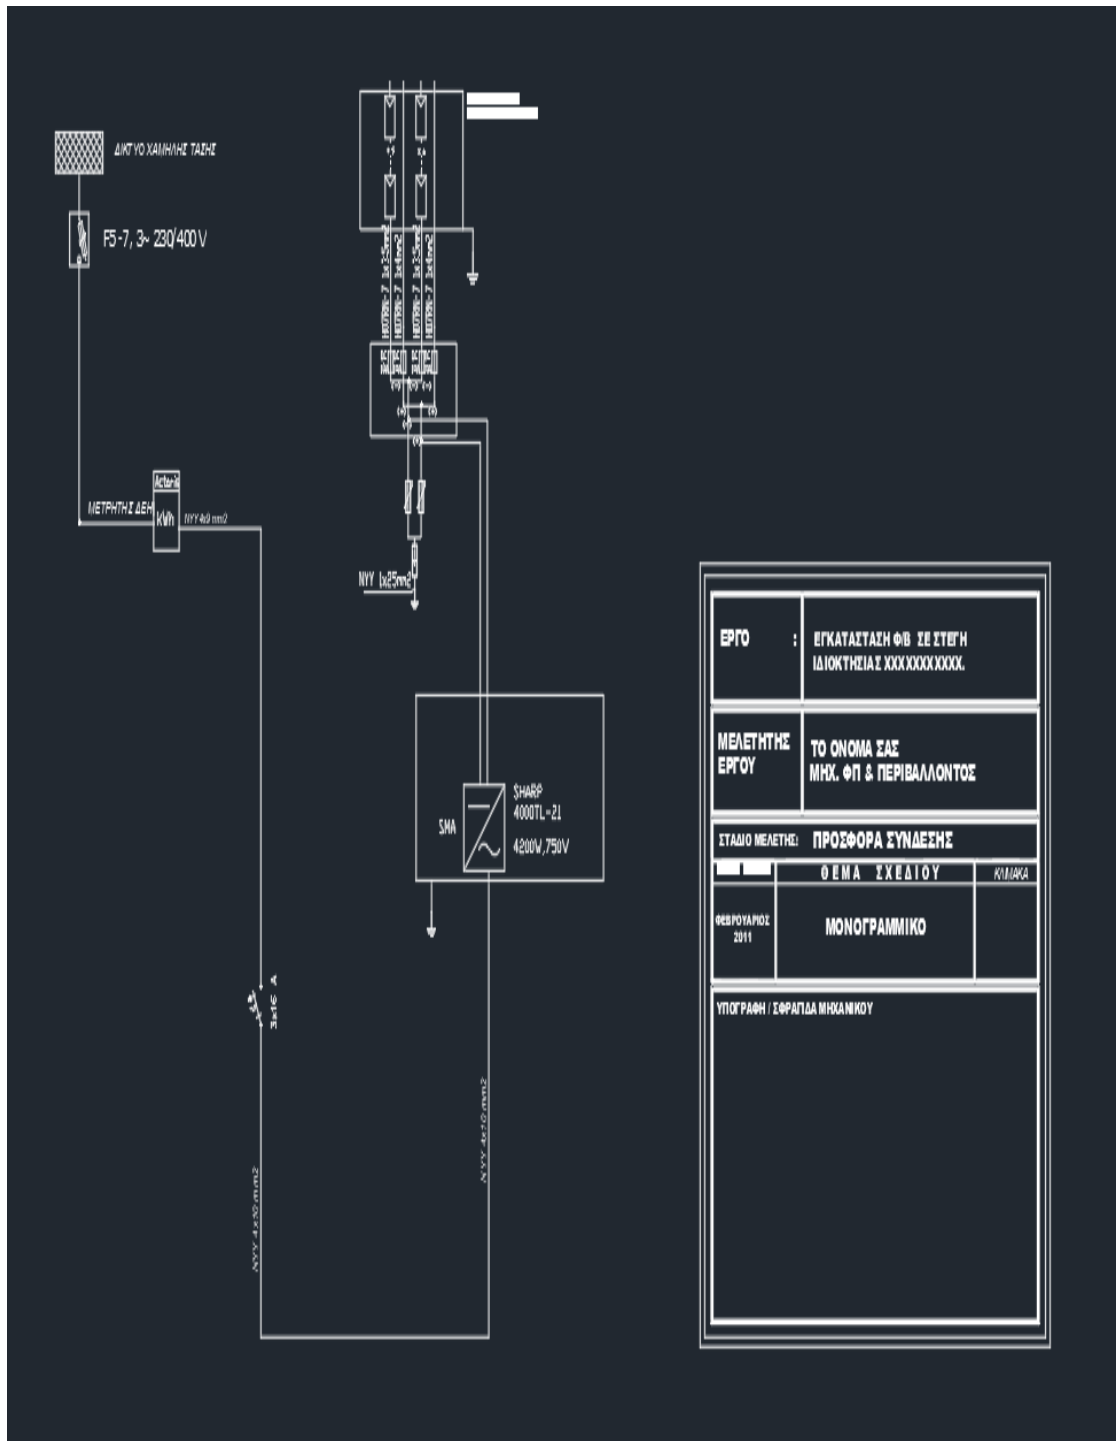 ΔΙΚΤΥΟ ΧΑΜΗΛΗΣ ΤΑΣΗΣ
F5-7, 3~ 230/400 V
ΜΕΤΡΗΤΗΣ ΔΕΗ
kWh
NYY 1x25mm2
SMA
SHARP
4000TL-21
4200W,750V
3x16 A
NYY 4x10 mm2
NYY 4x10 mm2
ΕΡΓΟ :
ΕΓΚΑΤΑΣΤΑΣΗ Φ/Β ΣΕ ΣΤΕΓΗ
ΙΔΙΟΚΤΗΣΙΑΣ XXXXXXXXXXX.
ΜΕΛΕΤΗΤΗΣ
ΕΡΓΟΥ
ΤΟ ΟΝΟΜΑ ΣΑΣ
ΜΗΧ. ΦΠ & ΠΕΡΙΒΑΛΛΟΝΤΟΣ
ΣΤΑΔΙΟ ΜΕΛΕΤΗΣ: ΠΡΟΣΦΟΡΑ ΣΥΝΔΕΣΗΣ
ΘΕΜΑ ΣΧΕΔΙΟΥ
ΚΛΙΜΑΚΑ
ΦΕΒΡΟΥΑΡΙΟΣ
2011
ΜΟΝΟΓΡΑΜΜΙΚΟ
ΥΠΟΓΡΑΦΗ / ΣΦΡΑΓΙΔΑ ΜΗΧΑΝΙΚΟΥ